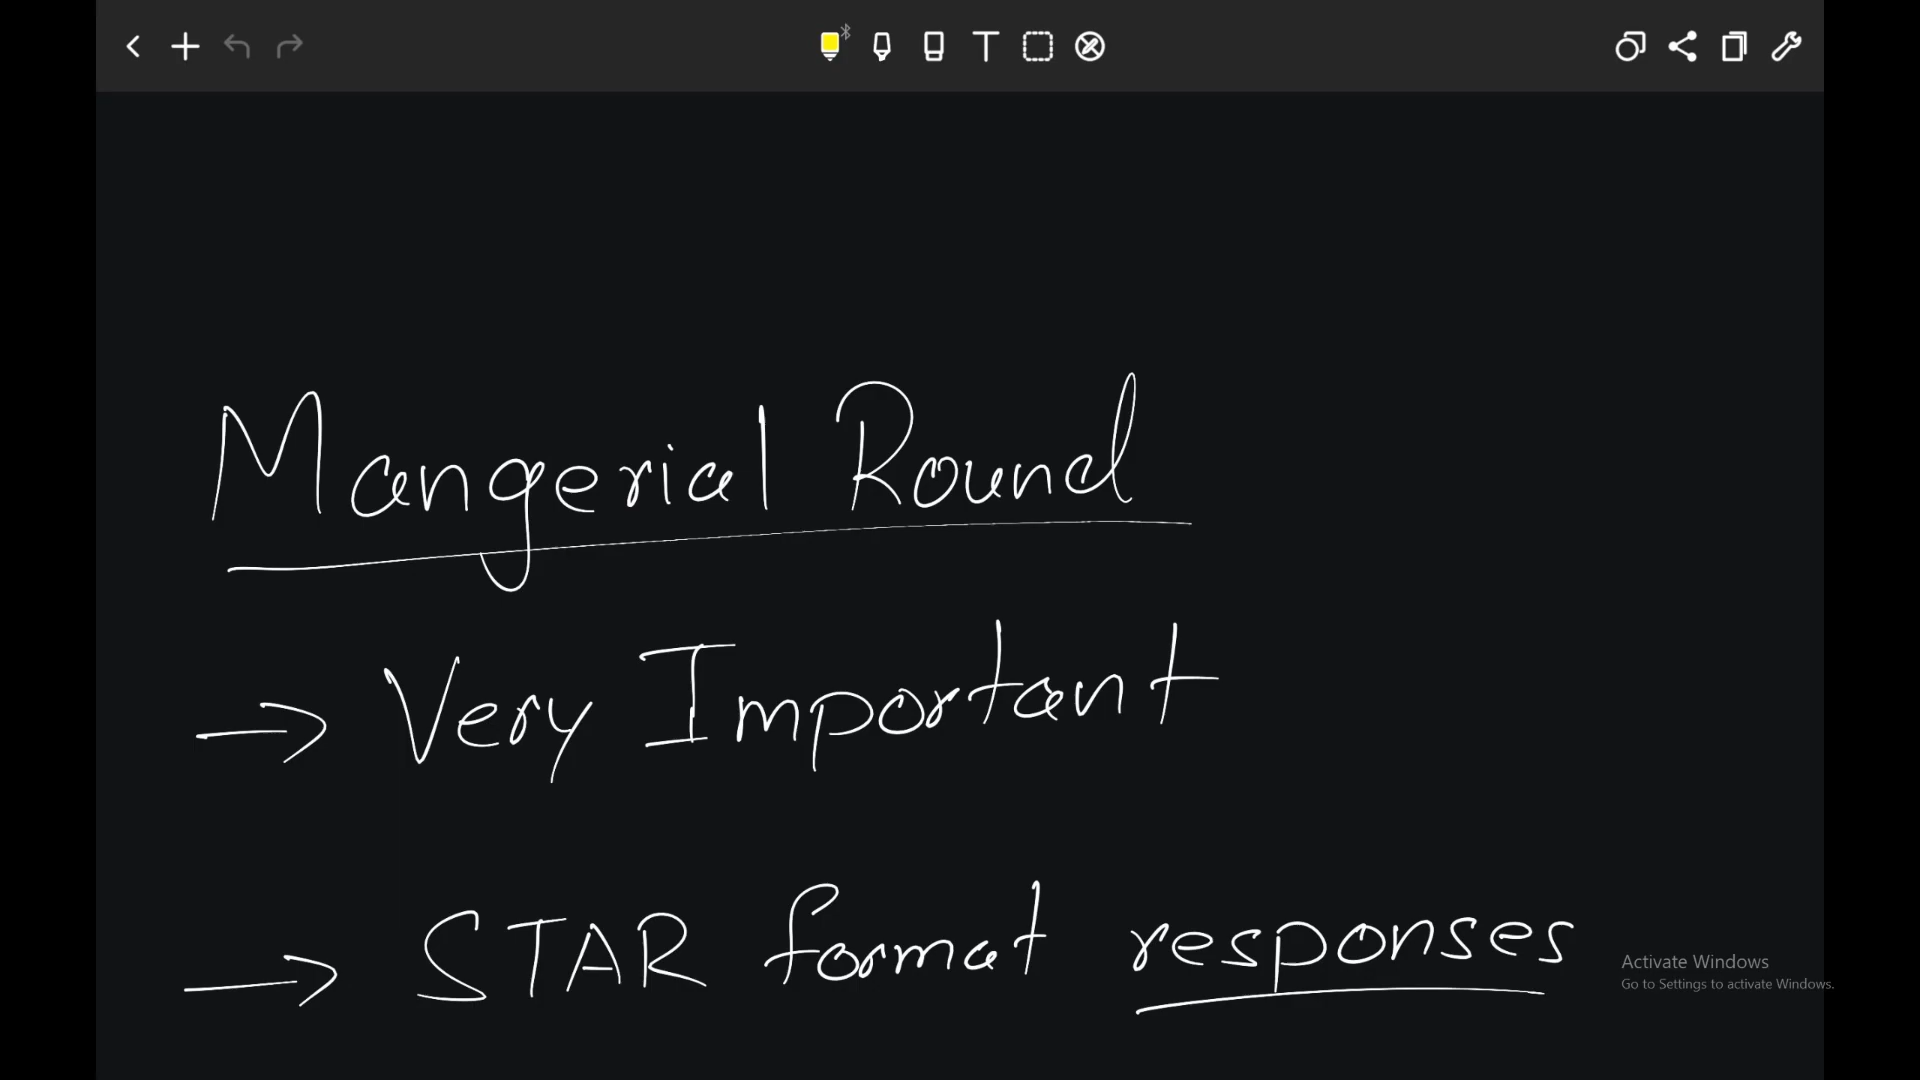 Mangerial Round
→ Very Important
→ STAR format responses
Activate Windows
Go to Settings to activate Windows.